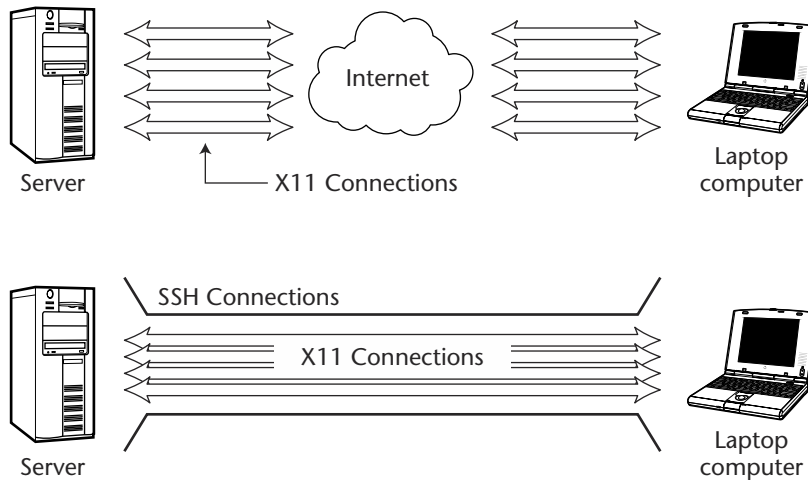 Internet
Server
X11 Connections
Laptop
computer
SSH Connections
X11 Connections
Server
Laptop
computer